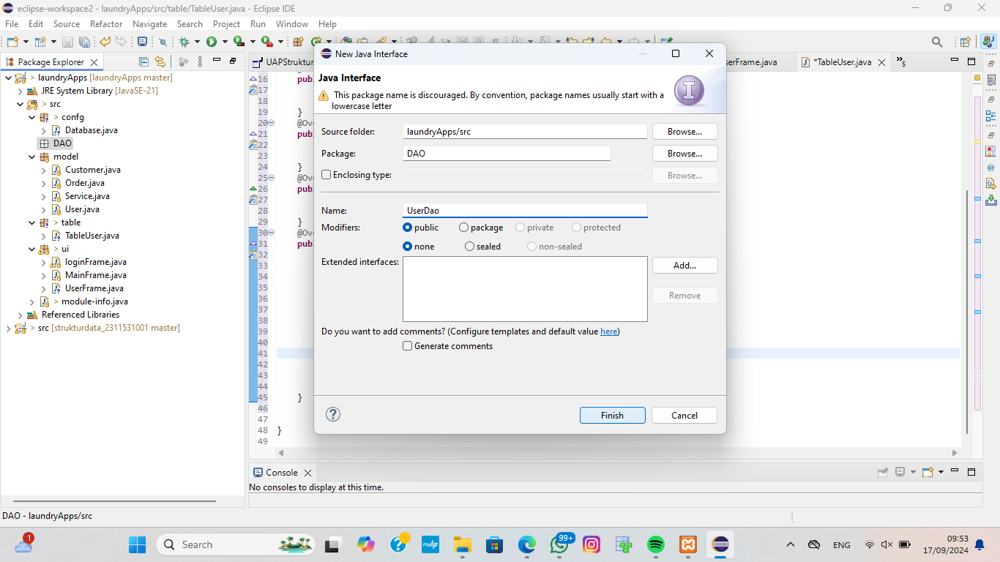 eclipse-workspace2 - laundryApps/src/table/TableUser.java - Eclipse IDE
File Edit Source Refactor Navigate Search Project Run Window Help
Package Explorer
> laundryApps [laundryApps master]
JRE System Library [JavaSE-21]
> src
> confg
Database.java
DAO
model
Customer.java
Order.java
Service.java
User.java
> table
TableUser.java
> ui
loginFrame.java
MainFrame.java
UserFrame.java
> module-info.java
Referenced Libraries
> src [strukturdata_2311531001 master]
UAPStruktur
serFrame.java
*TableUser.java
»5
16 publ
17
18
19 }
20 @Ove
21 publ
22
23
24 }
25 @Ove
26 publ
27
28
29 }
30 @Ove
31 publ
32
33
34
35
36
37
38
39
40
41
42
43
44
45 }
46
47
48 }
49
New Java Interface
Java Interface
This package name is discouraged. By convention, package names usually start with a
lowercase letter
Source folder: laundryApps/src Browse...
Package: DAO Browse...
Enclosing type: Browse...
Name: UserDao
Modifiers: public package private protected
none sealed non-sealed
Extended interfaces: Add...
Remove
Do you want to add comments? (Configure templates and default value here)
Generate comments
Finish Cancel
Console
No consoles to display at this time.
DAO - laundryApps/src
1
Search
myhp
99+
ENG
09:53
17/09/2024